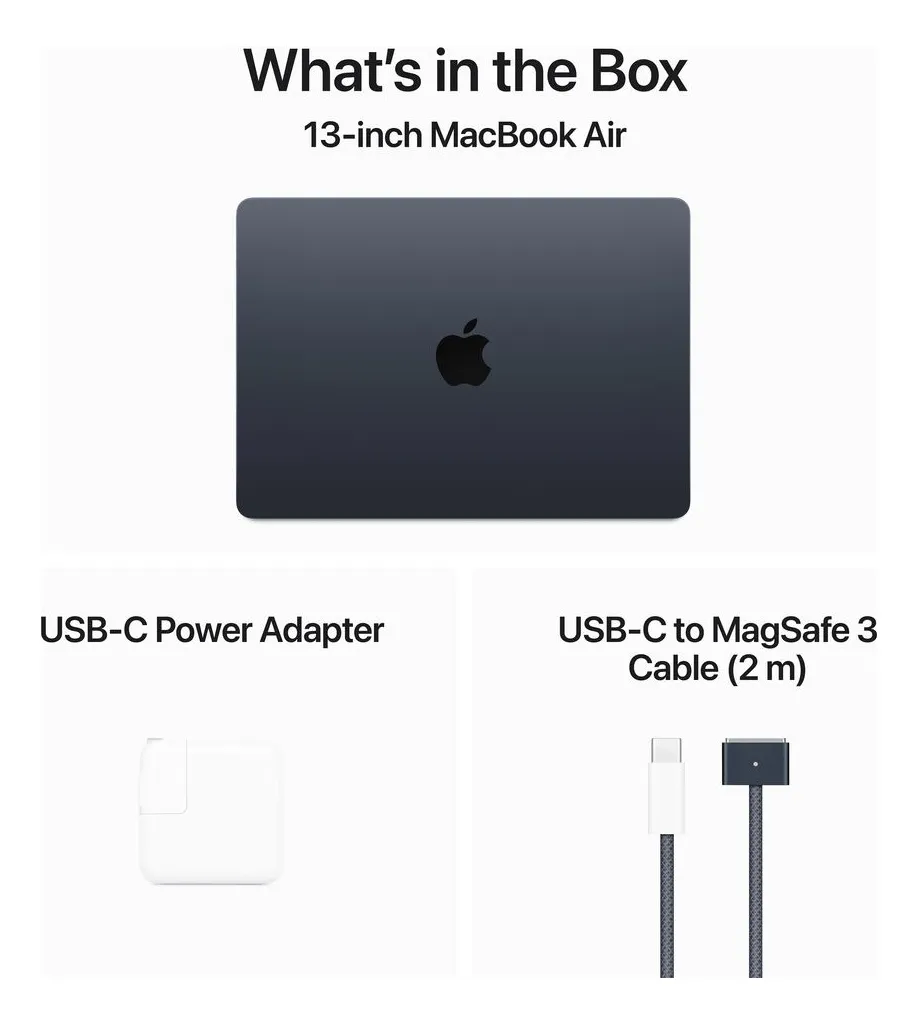 What's in the Box
13-inch MacBook Air
USB-C Power Adapter
USB-C to MagSafe 3
Cable (2 m)